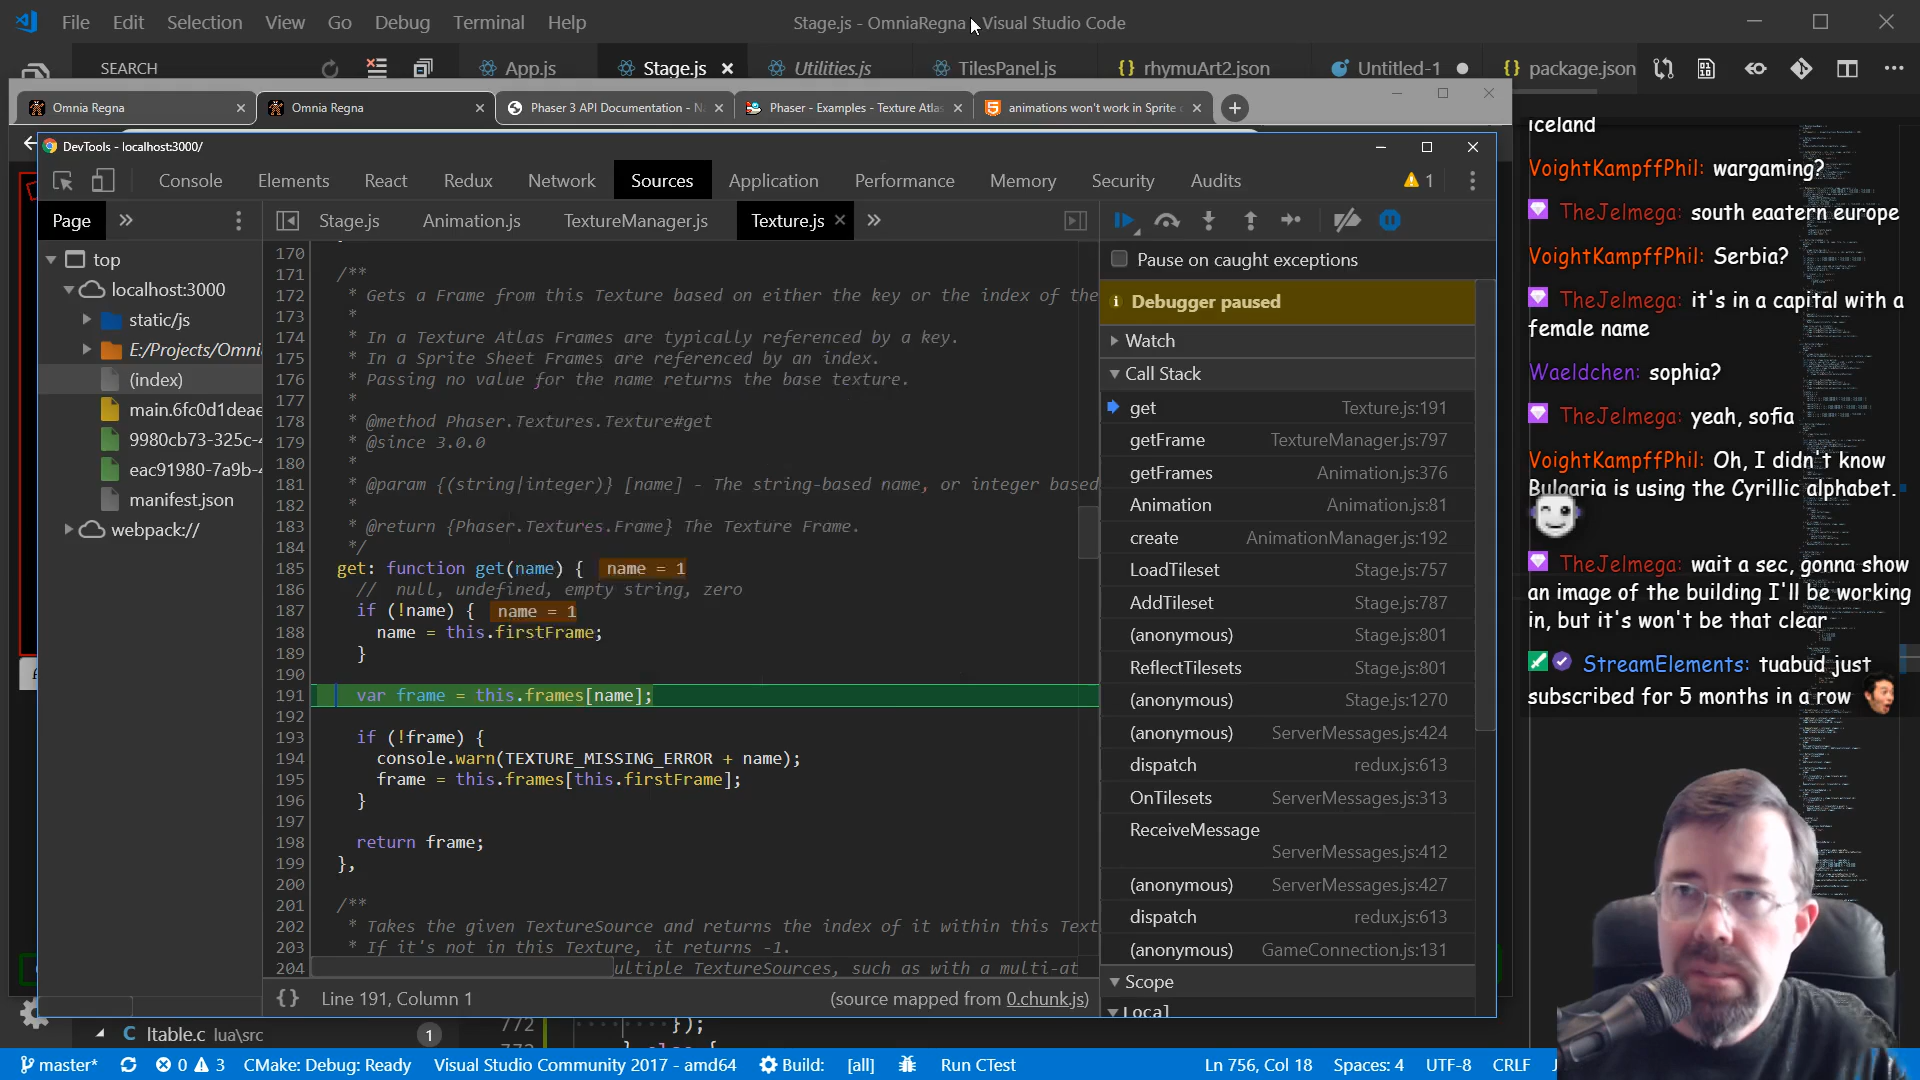 File Edit Selection View Go Debug Terminal Help
Stage.js - OmniaRegna - Visual Studio Code
SEARCH
App.js
Stage.js
Utilities.js
TilesPanel.js
{} rhymuArt2.json
Untitled-1
{} package.json
Omnia Regna
Omnia Regna
Phaser 3 API Documentation - N
Phaser - Examples - Texture Atlas
animations won't work in Sprite
DevTools - localhost:3000/
Console Elements React Redux Network Sources Application Performance Memory Security Audits
1
Page
Stage.js Animation.js TextureManager.js Texture.js
top
localhost:3000
static/js
E:/Projects/Omni
(index)
main.6fc0d1deae
9980cb73-325c-4
eac91980-7a9b-4
manifest.json
webpack://
170
171 /**
172 * Gets a Frame from this Texture based on either the key or the index of the
173 *
174 * In a Texture Atlas Frames are typically referenced by a key.
175 * In a Sprite Sheet Frames are referenced by an index.
176 * Passing no value for the name returns the base texture.
177 *
178 * @method Phaser.Textures.Texture#get
179 * @since 3.0.0
180 *
181 * @param {(string|integer)} [name] - The string-based name, or integer based
182 *
183 * @return {Phaser.Textures.Frame} The Texture Frame.
184 */
185 get: function get(name) { name = 1
186 // null, undefined, empty string, zero
187 if (!name) { name = 1
188 name = this.firstFrame;
189 }
190
191 var frame = this.frames[name];
192
193 if (!frame) {
194 console.warn(TEXTURE_MISSING_ERROR + name);
195 frame = this.frames[this.firstFrame];
196 }
197
198 return frame;
199 },
200
201 /**
202 * Takes the given TextureSource and returns the index of it within this Text
203 * If it's not in this Texture, it returns -1.
204 ultiple TextureSources, such as with a multi-at
{} Line 191, Column 1
(source mapped from 0.chunk.js)
Pause on caught exceptions
Debugger paused
Watch
Call Stack
get Texture.js:191
getFrame TextureManager.js:797
getFrames Animation.js:376
Animation Animation.js:81
create AnimationManager.js:192
LoadTileset Stage.js:757
AddTileset Stage.js:787
(anonymous) Stage.js:801
ReflectTilesets Stage.js:801
(anonymous) Stage.js:1270
(anonymous) ServerMessages.js:424
dispatch redux.js:613
OnTilesets ServerMessages.js:313
ReceiveMessage
ServerMessages.js:412
(anonymous) ServerMessages.js:427
dispatch redux.js:613
(anonymous) GameConnection.js:131
Scope
Local
iceland
VoightKampffPhil: wargaming?
TheJelmega: south eaatern europe
VoightKampffPhil: Serbia?
TheJelmega: it's in a capital with a
female name
Waeldchen: sophia?
TheJelmega: yeah, sofia
VoightKampffPhil: Oh, I didn't know
Bulgaria is using the Cyrillic alphabet.
TheJelmega: wait a sec, gonna show
an image of the building I'll be working
in, but it's won't be that clear
StreamElements: tuabud just
subscribed for 5 months in a row
C ltable.c lua\src 1
772 });
} else {
master* 0 3 CMake: Debug: Ready Visual Studio Community 2017 - amd64 Build: [all] Run CTest
Ln 756, Col 18 Spaces: 4 UTF-8 CRLF